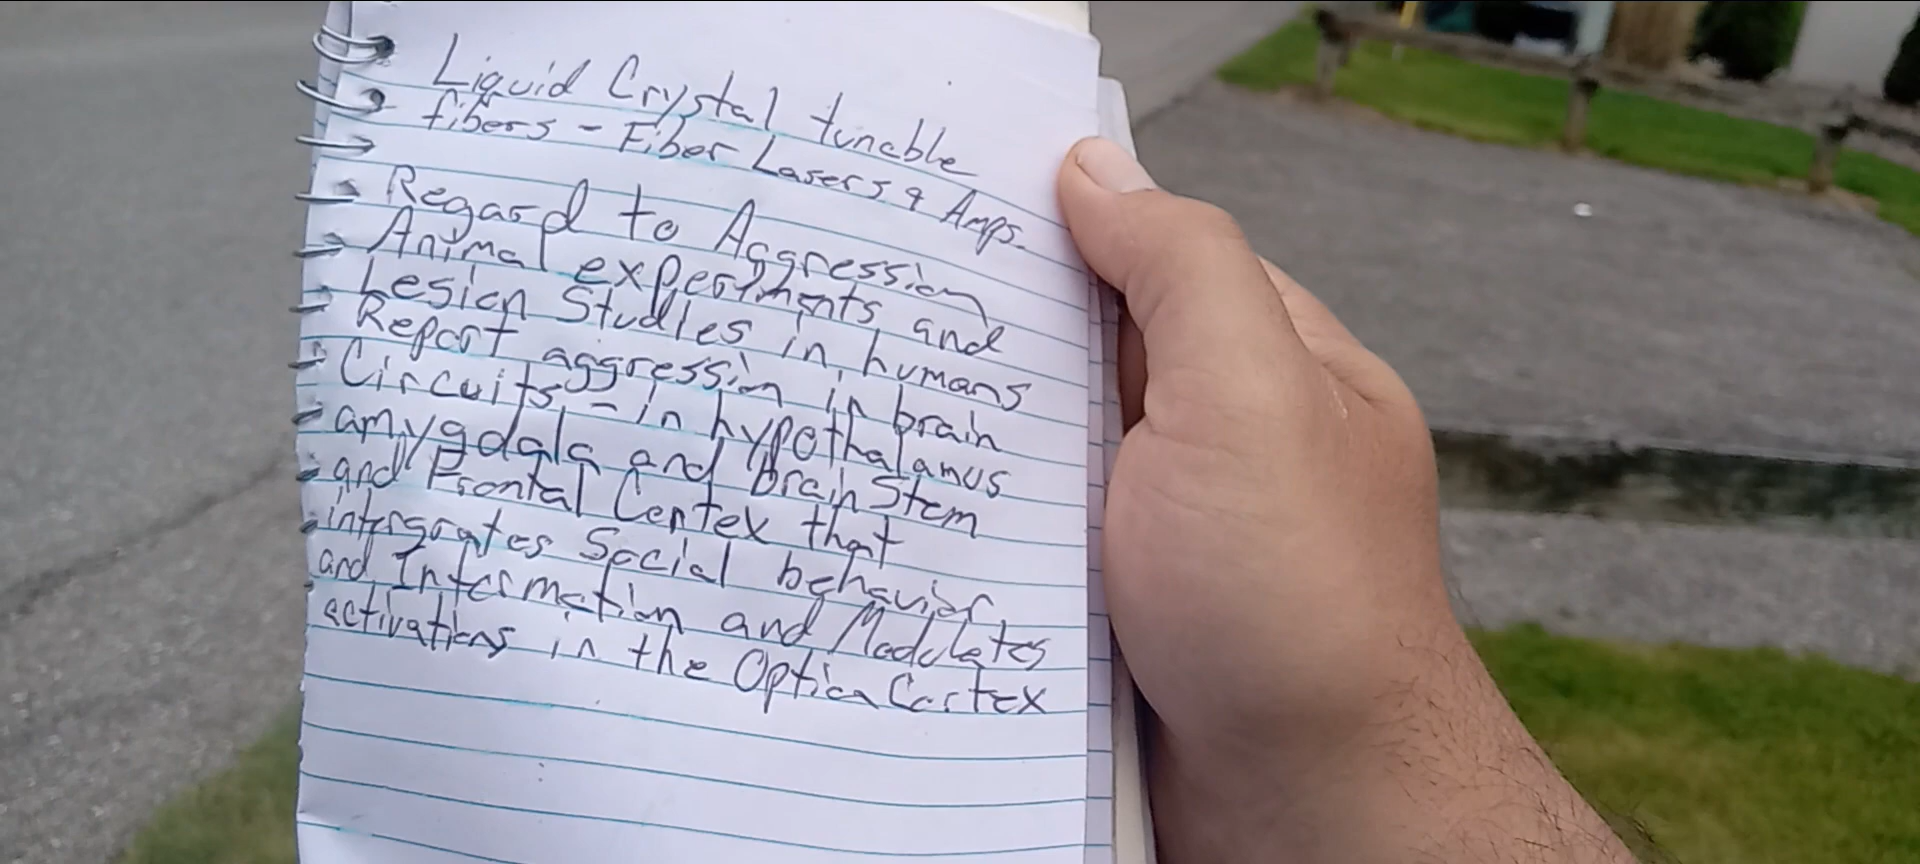 Liquid Crystal tunable
fibers - Fiber Lasers & Amps.
Regard to Aggression
Animal experiments and
Lesion Studies in humans
Report aggression in brain
Circuits - in hypothalamus
amygdala and brain Stem
and Frontal Cortex that
intergrates Social behavior
and Information and Modulates
activations in the Optica Cortex